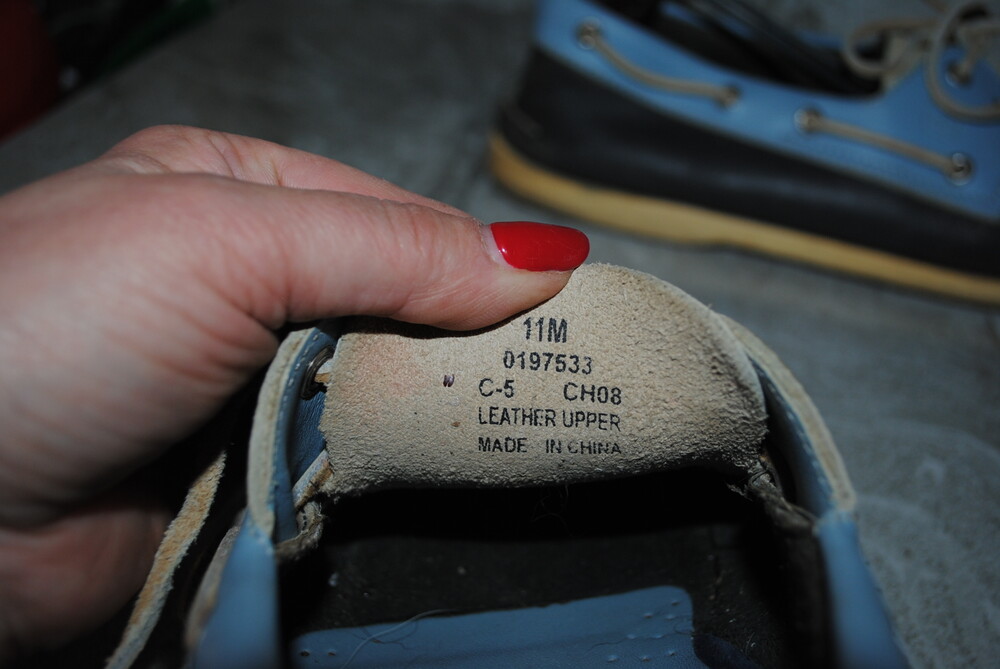 11M
0197533
C-5 CH08
LEATHER UPPER
MADE IN CHINA